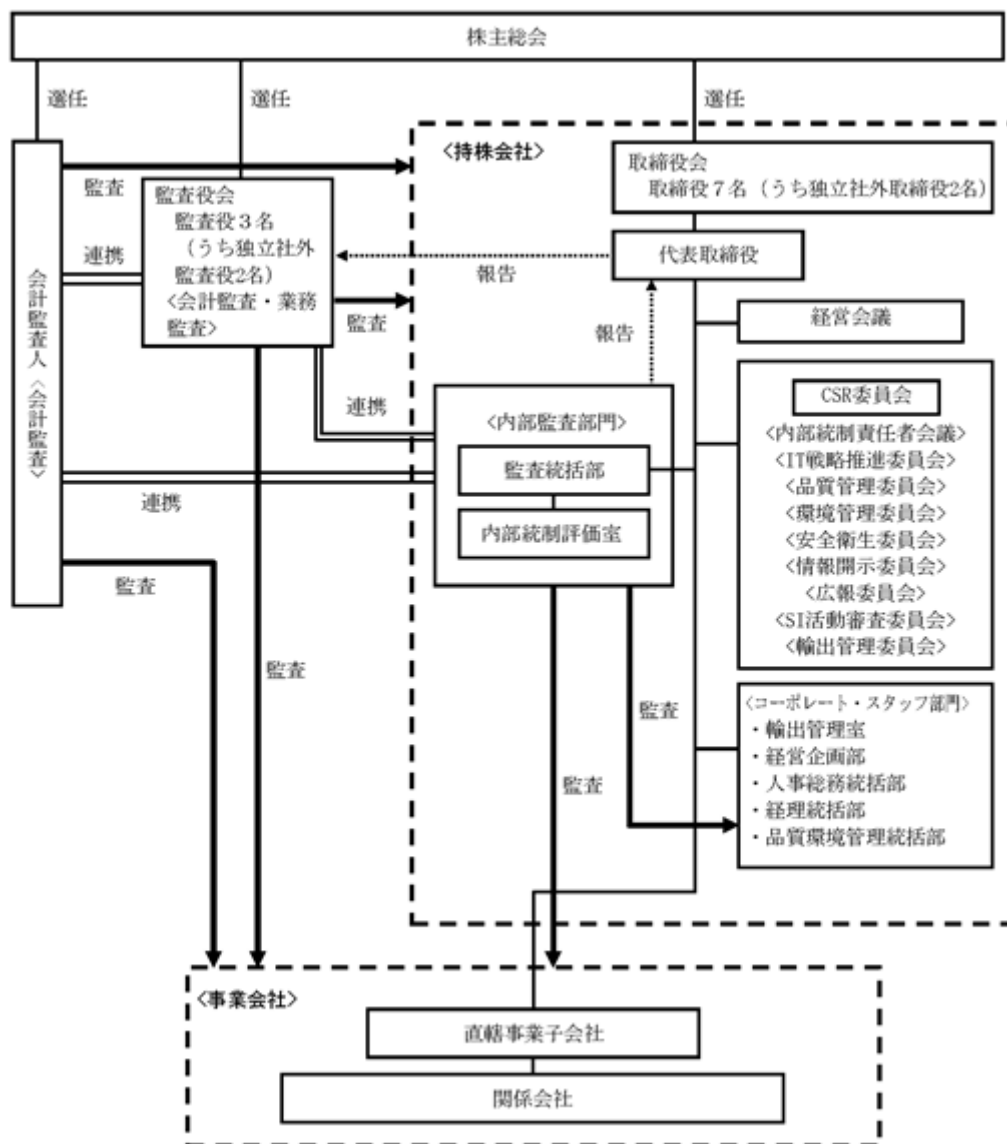 株主総会
選任
選任
選任
<持株会社>
取締役会
取締役７名（うち独立社外取締役2名）
監査
監査役会
監査役３名
（うち独立社外
監査役2名）
<会計監査・業務
監査>
連携
代表取締役
報告
監査
経営会議
報告
会計監査人<会計監査>
連携
<内部監査部門>
監査統括部
内部統制評価室
CSR委員会
<内部統制責任者会議>
<IT戦略推進委員会>
<品質管理委員会>
<環境管理委員会>
<安全衛生委員会>
<情報開示委員会>
<広報委員会>
<SI活動審査委員会>
<輸出管理委員会>
連携
監査
監査
監査
監査
<コーポレート・スタッフ部門>
・輸出管理室
・経営企画部
・人事総務統括部
・経理統括部
・品質環境管理統括部
<事業会社>
直轄事業子会社
関係会社